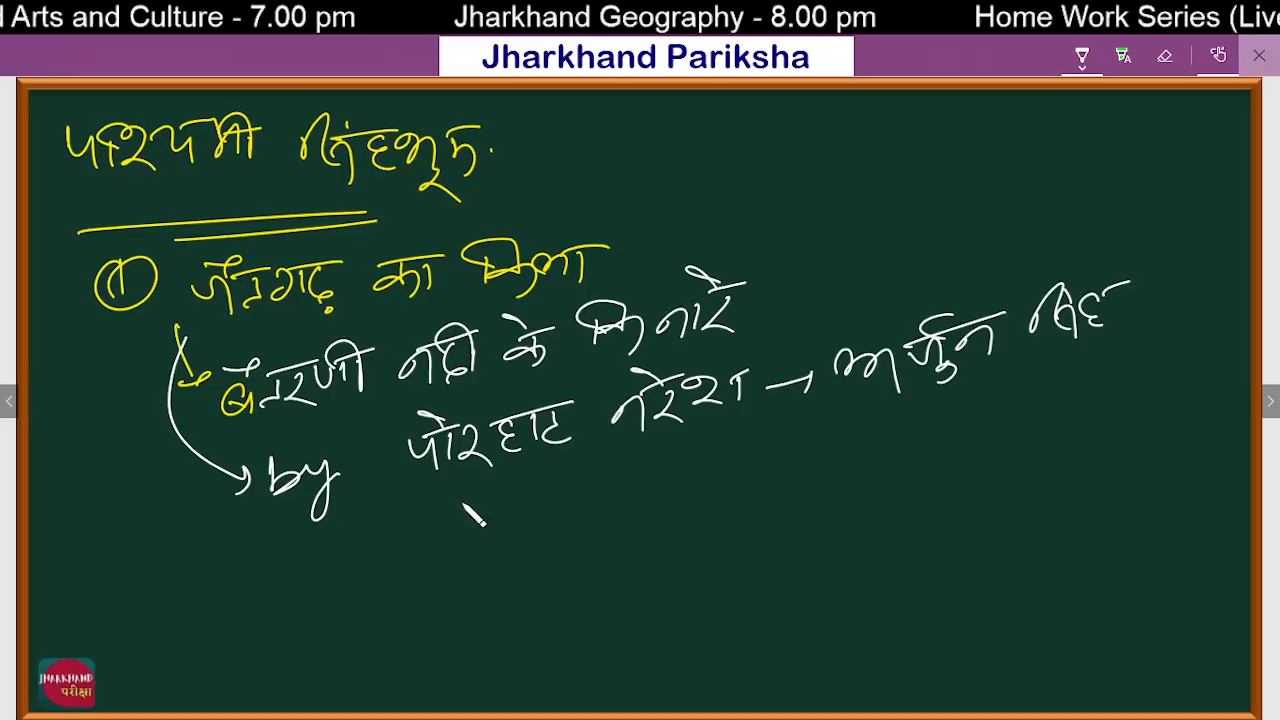 d Arts and Culture - 7.00 pm Jharkhand Geography - 8.00 pm Home Work Series (Live
Jharkhand Pariksha
पश्चिमी सिंहभूम
① जैंतगढ़ का किला
बैतरणी नदी के किनारे
by पोरहाट नरेश → अर्जुन सिंह
JHARKHAND
परीक्षा